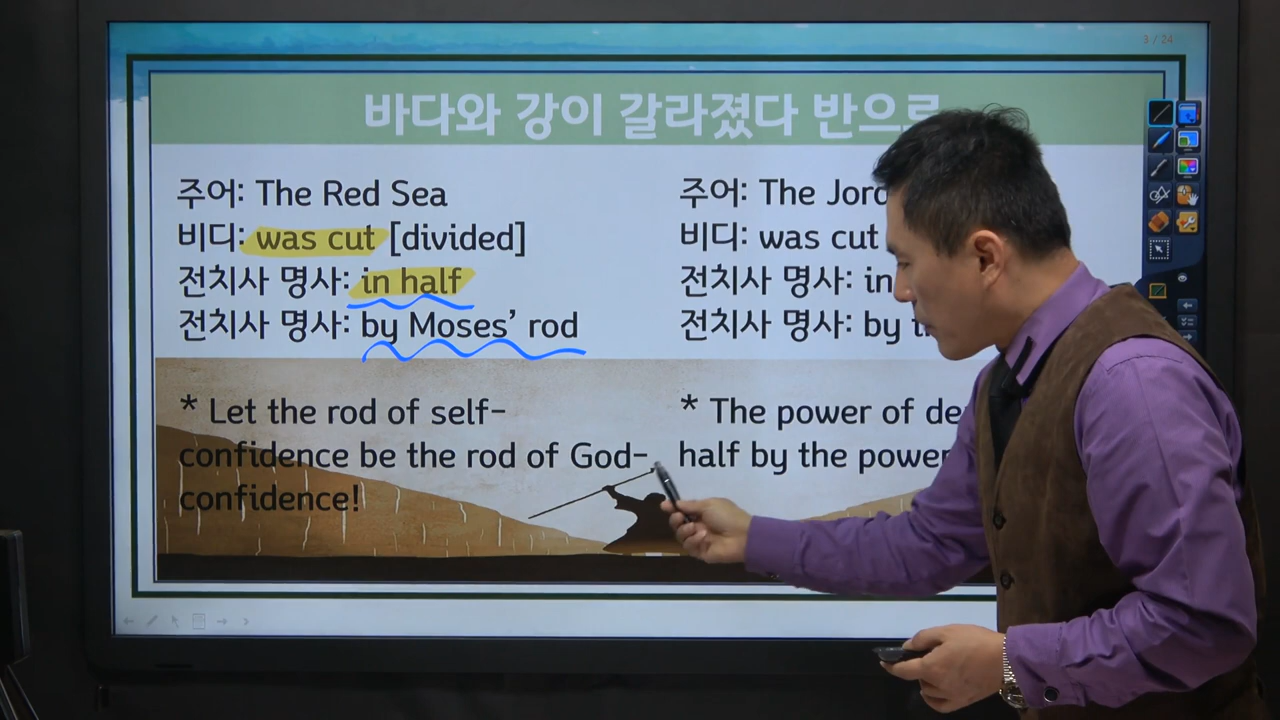 3 / 24
바다와 강이 갈라졌다 반으로
주어: The Red Sea
비디: was cut [divided]
전치사 명사: in half
전치사 명사: by Moses’ rod
* Let the rod of self-
confidence be the rod of God-
confidence!
주어: The
비디: was cut
전치사 명사: in
전치사 명사: by
* The power of
half by the power